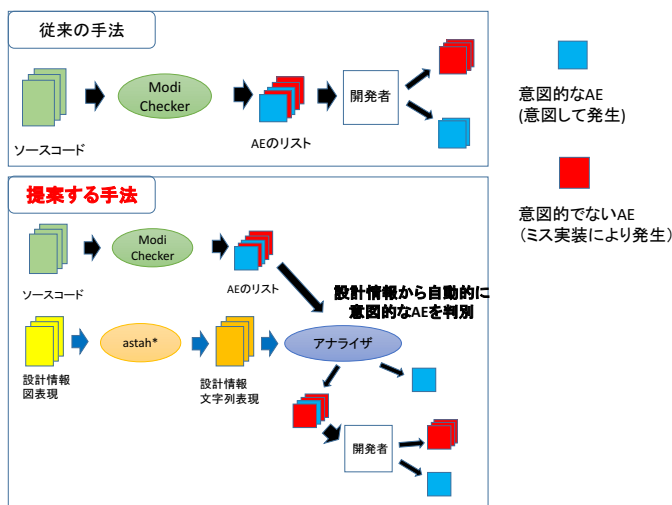 従来の手法
Modi
Checker
開発者
ソースコード
AEのリスト
意図的なAE
(意図して発生)
意図的でないAE
(ミス実装により発生)
提案する手法
Modi
Checker
ソースコード
AEのリスト
設計情報から自動的に
意図的なAEを判別
astah*
アナライザ
設計情報
図表現
設計情報
文字列表現
開発者